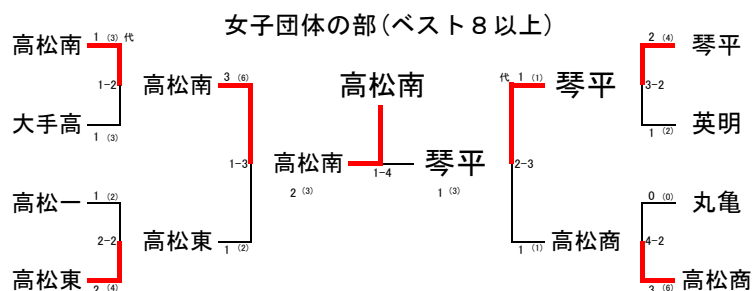 女子団体の部(ベスト８以上)
高松南 1 (3) 代
1-2
大手高 1 (3)
高松一 1 (2)
2-2
高松東 2 (4)
高松南 3 (6)
1-3
高松東 1 (2)
高松南
高松南 2 (3)
1-4
琴平 1 (3)
代 1 (1) 琴平
2-3
1 (1) 高松商
2 (4) 琴平
3-2
1 (2) 英明
0 (0) 丸亀
4-2
3 (6) 高松商